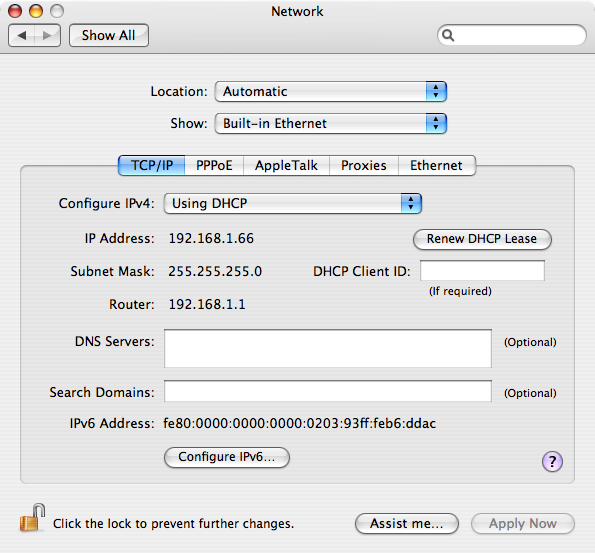 Network
Show All
Location: Automatic
Show: Built-in Ethernet
TCP/IP PPPoE AppleTalk Proxies Ethernet
Configure IPv4: Using DHCP
IP Address: 192.168.1.66 Renew DHCP Lease
Subnet Mask: 255.255.255.0 DHCP Client ID:
(If required)
Router: 192.168.1.1
DNS Servers: (Optional)
Search Domains: (Optional)
IPv6 Address: fe80:0000:0000:0000:0203:93ff:feb6:ddac
Configure IPv6...
?
Click the lock to prevent further changes. Assist me... Apply Now